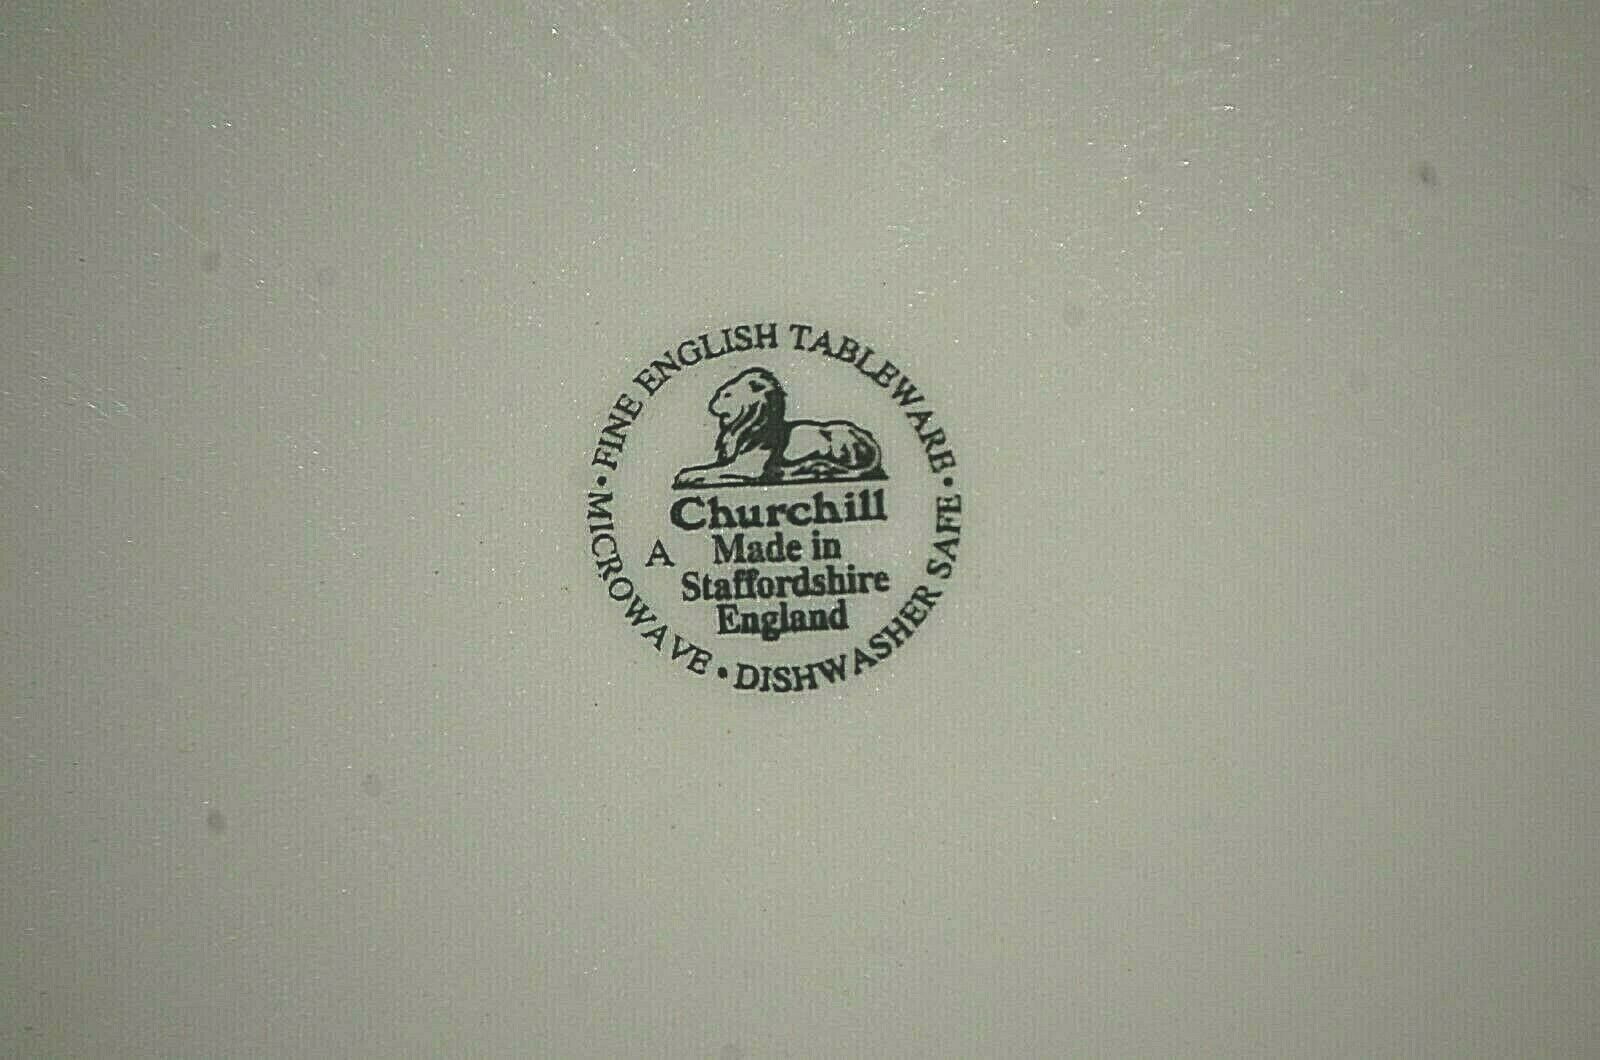 • FINE ENGLISH TABLEWARE •
Churchill
A Made in
Staffordshire
England
MICROWAVE • DISHWASHER SAFE